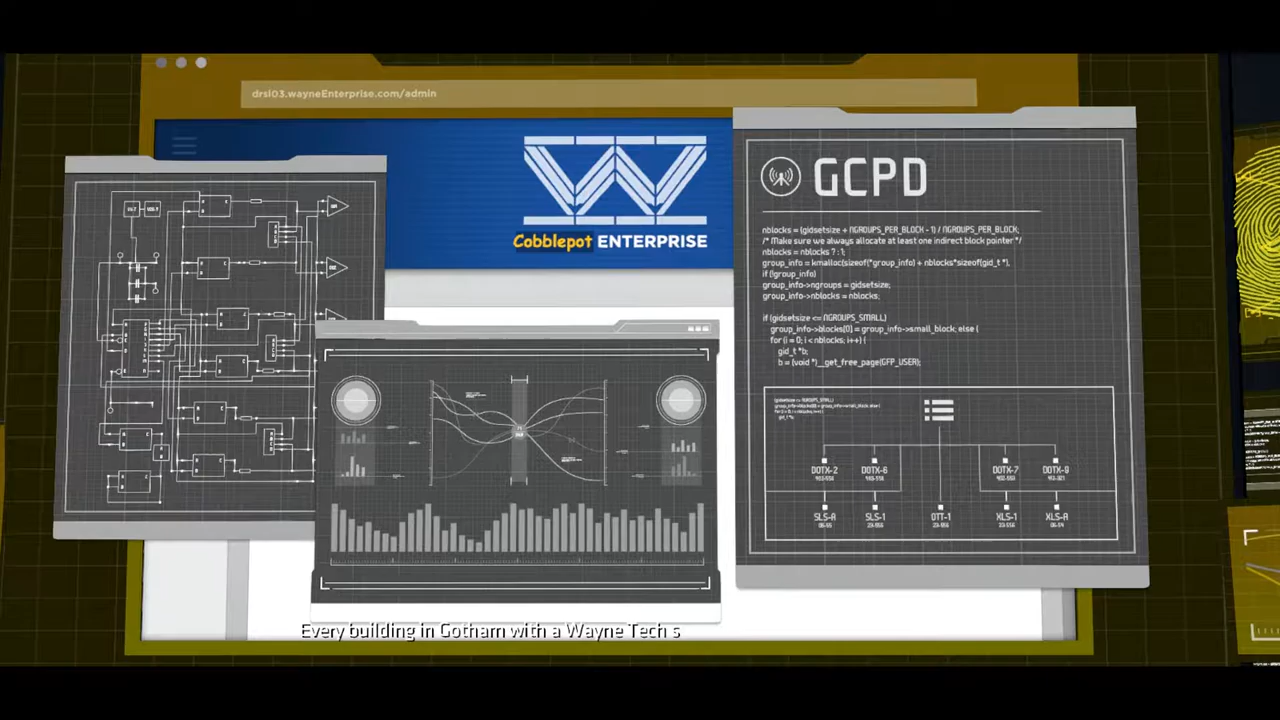 drsl03.wayneEnterprise.com/admin
Cobblepot ENTERPRISE
GCPD
nblocks = (gidsetsize + NGROUPS_PER_BLOCK - 1) / NGROUPS_PER_BLOCK;
/* Make sure we always allocate at least one indirect block pointer */
nblocks = nblocks ? : 1;
group_info = kmalloc(sizeof(*group_info) + nblocks*sizeof(gid_t *),
if (!group_info)
group_info->ngroups = gidsetsize;
group_info->nblocks = nblocks;
if (gidsetsize <= NGROUPS_SMALL)
group_info->blocks[0] = group_info->small_block; else {
for (i = 0; i < nblocks; i++) {
gid_t *b;
b = (void *)__get_free_page(GFP_USER);
DOTX-2 DOTX-6 DOTX-7 DOTX-9
SLS-A SLS-1 OTT-1 XLS-1 XLS-A
Every building in Gotham with a Wayne Tech s